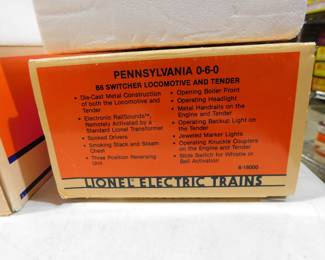 PENNSYLVANIA 0-6-0
B6 SWITCHER LOCOMOTIVE AND TENDER
• Die-Cast Metal Construction
of both the Locomotive and
Tender
• Electronic RailSounds™,
Remotely Activated by a
Standard Lionel Transformer
• Spoked Drivers
• Smoking Stack and Steam
Chest
• Three Position Reversing
Unit
• Opening Boiler Front
• Operating Headlight
• Metal Handrails on the
Engine and Tender
• Operating Backup Light on
the Tender
• Jeweled Marker Lights
• Operating Knuckle Couplers
on the Engine and Tender
• Slide Switch for Whistle or
Bell Activation
6-18000
LIONEL ELECTRIC TRAINS